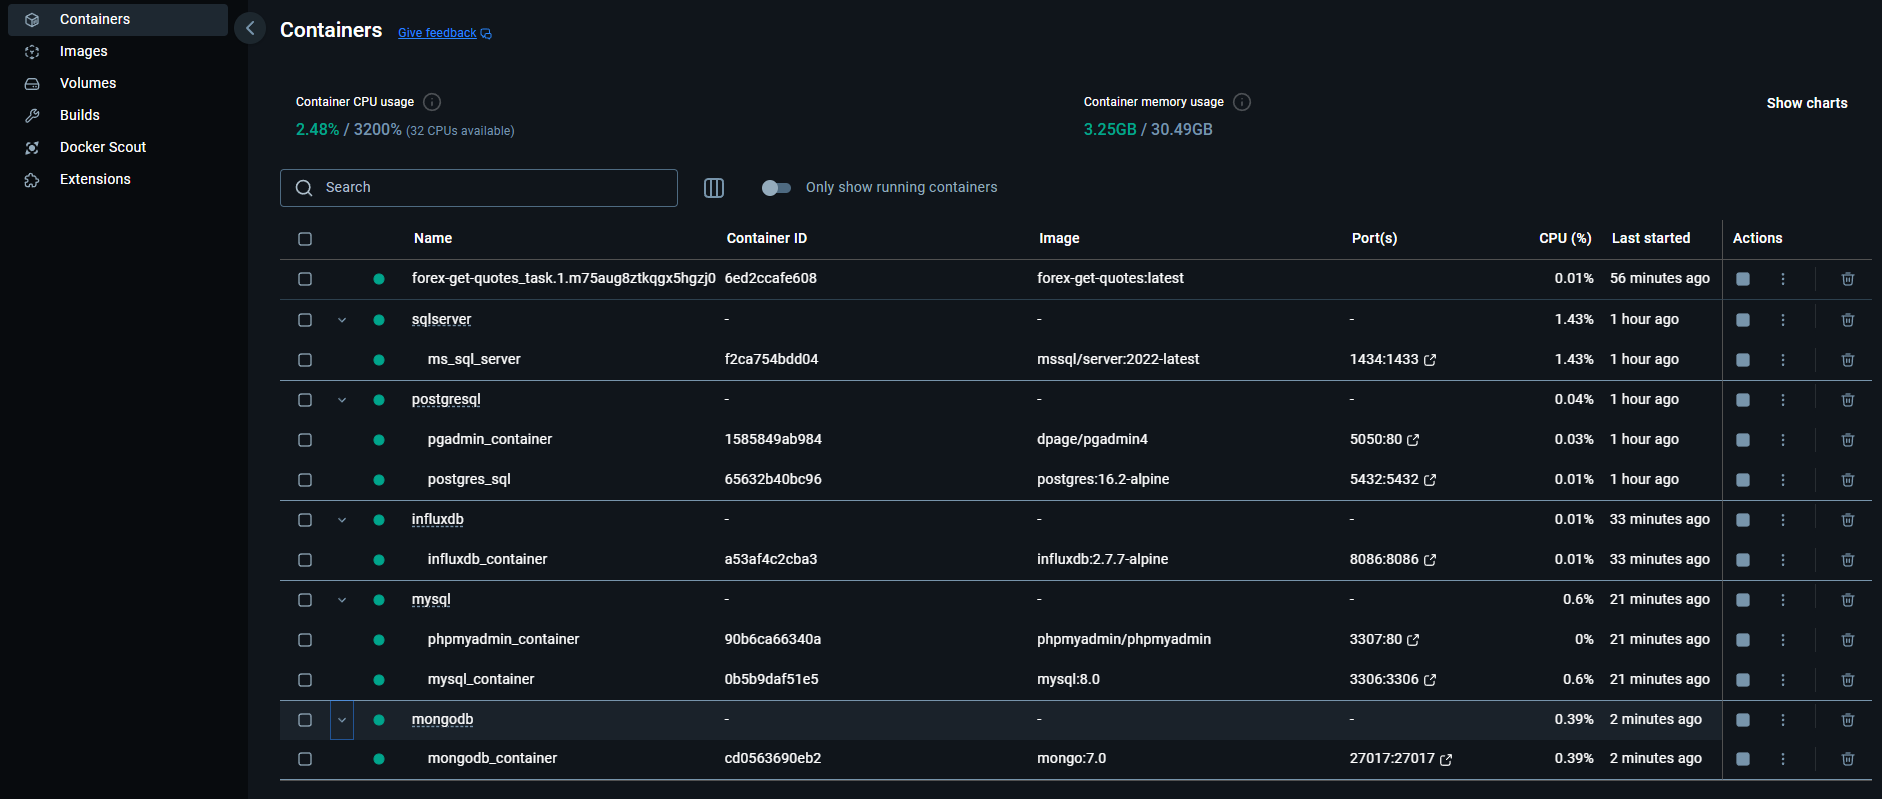 Containers
Images
Volumes
Builds
Docker Scout
Extensions
Containers Give feedback
Container CPU usage
2.48% / 3200% (32 CPUs available)
Container memory usage
3.25GB / 30.49GB
Show charts
Search
Only show running containers
Name Container ID Image Port(s) CPU (%) Last started Actions
forex-get-quotes_task.1.m75aug8ztkqgx5hgzj0 6ed2ccafe608 forex-get-quotes:latest 0.01% 56 minutes ago
sqlserver - - - 1.43% 1 hour ago
ms_sql_server f2ca754bdd04 mssql/server:2022-latest 1434:1433 1.43% 1 hour ago
postgresql - - - 0.04% 1 hour ago
pgadmin_container 1585849ab984 dpage/pgadmin4 5050:80 0.03% 1 hour ago
postgres_sql 65632b40bc96 postgres:16.2-alpine 5432:5432 0.01% 1 hour ago
influxdb - - - 0.01% 33 minutes ago
influxdb_container a53af4c2cba3 influxdb:2.7.7-alpine 8086:8086 0.01% 33 minutes ago
mysql - - - 0.6% 21 minutes ago
phpmyadmin_container 90b6ca66340a phpmyadmin/phpmyadmin 3307:80 0% 21 minutes ago
mysql_container 0b5b9daf51e5 mysql:8.0 3306:3306 0.6% 21 minutes ago
mongodb - - - 0.39% 2 minutes ago
mongodb_container cd0563690eb2 mongo:7.0 27017:27017 0.39% 2 minutes ago